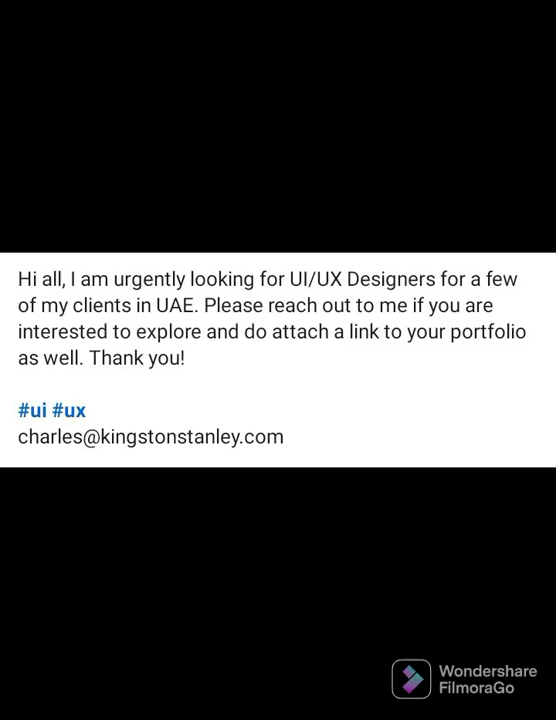 Hi all, I am urgently looking for UI/UX Designers for a few
of my clients in UAE. Please reach out to me if you are
interested to explore and do attach a link to your portfolio
as well. Thank you!
#ui #ux
charles@kingstonstanley.com
Wondershare
FilmoraGo